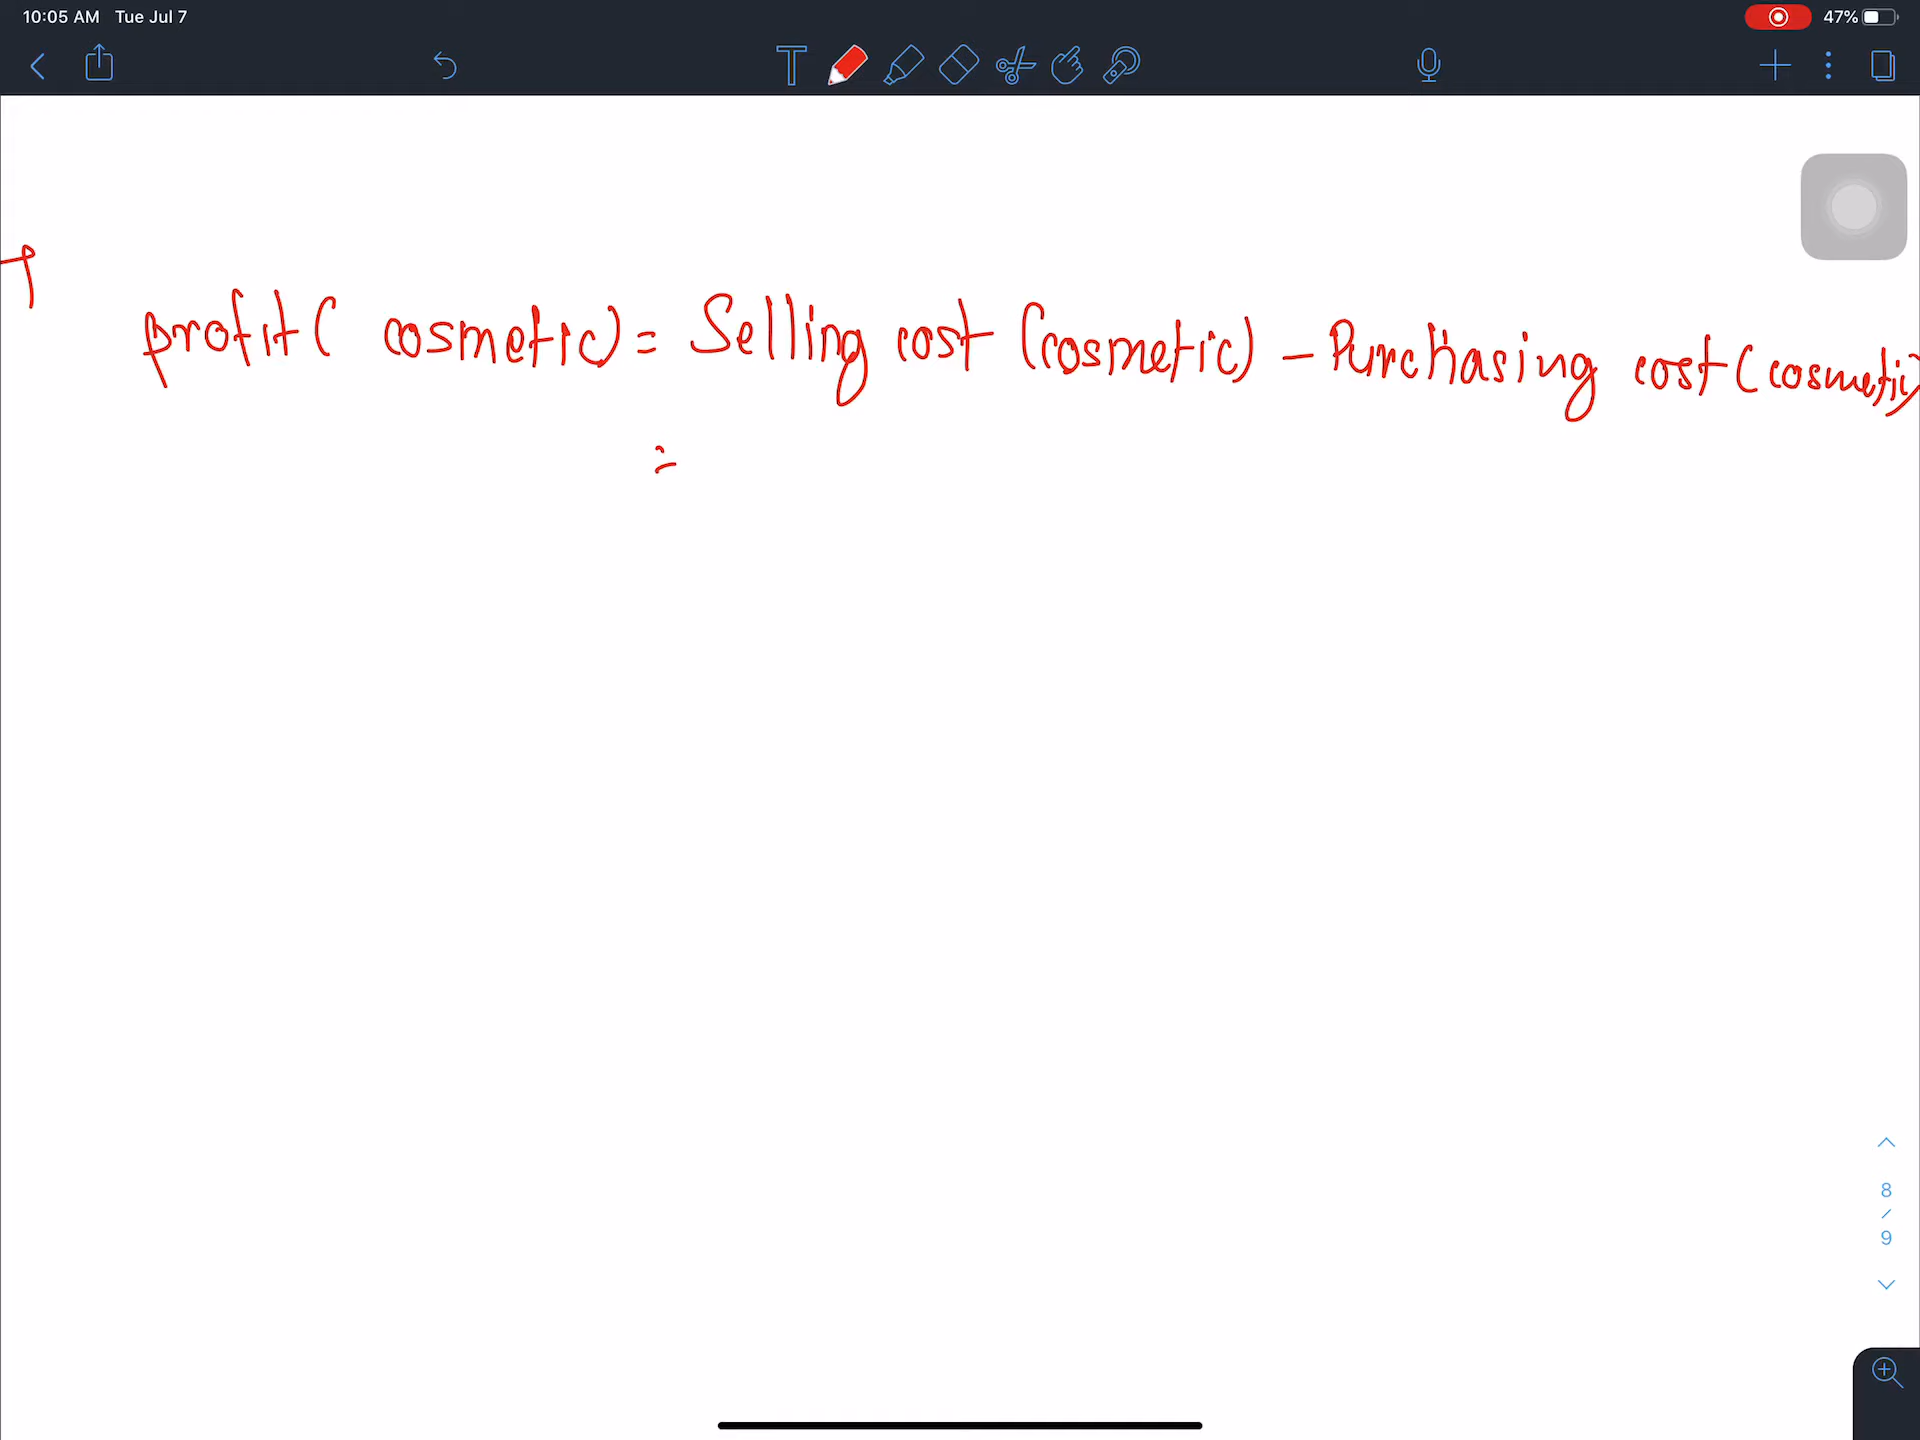 10:05 AM Tue Jul 7 47%
profit( cosmetic) = Selling cost (cosmetic) - Purchasing cost (cosmetic)
=
8
/
9